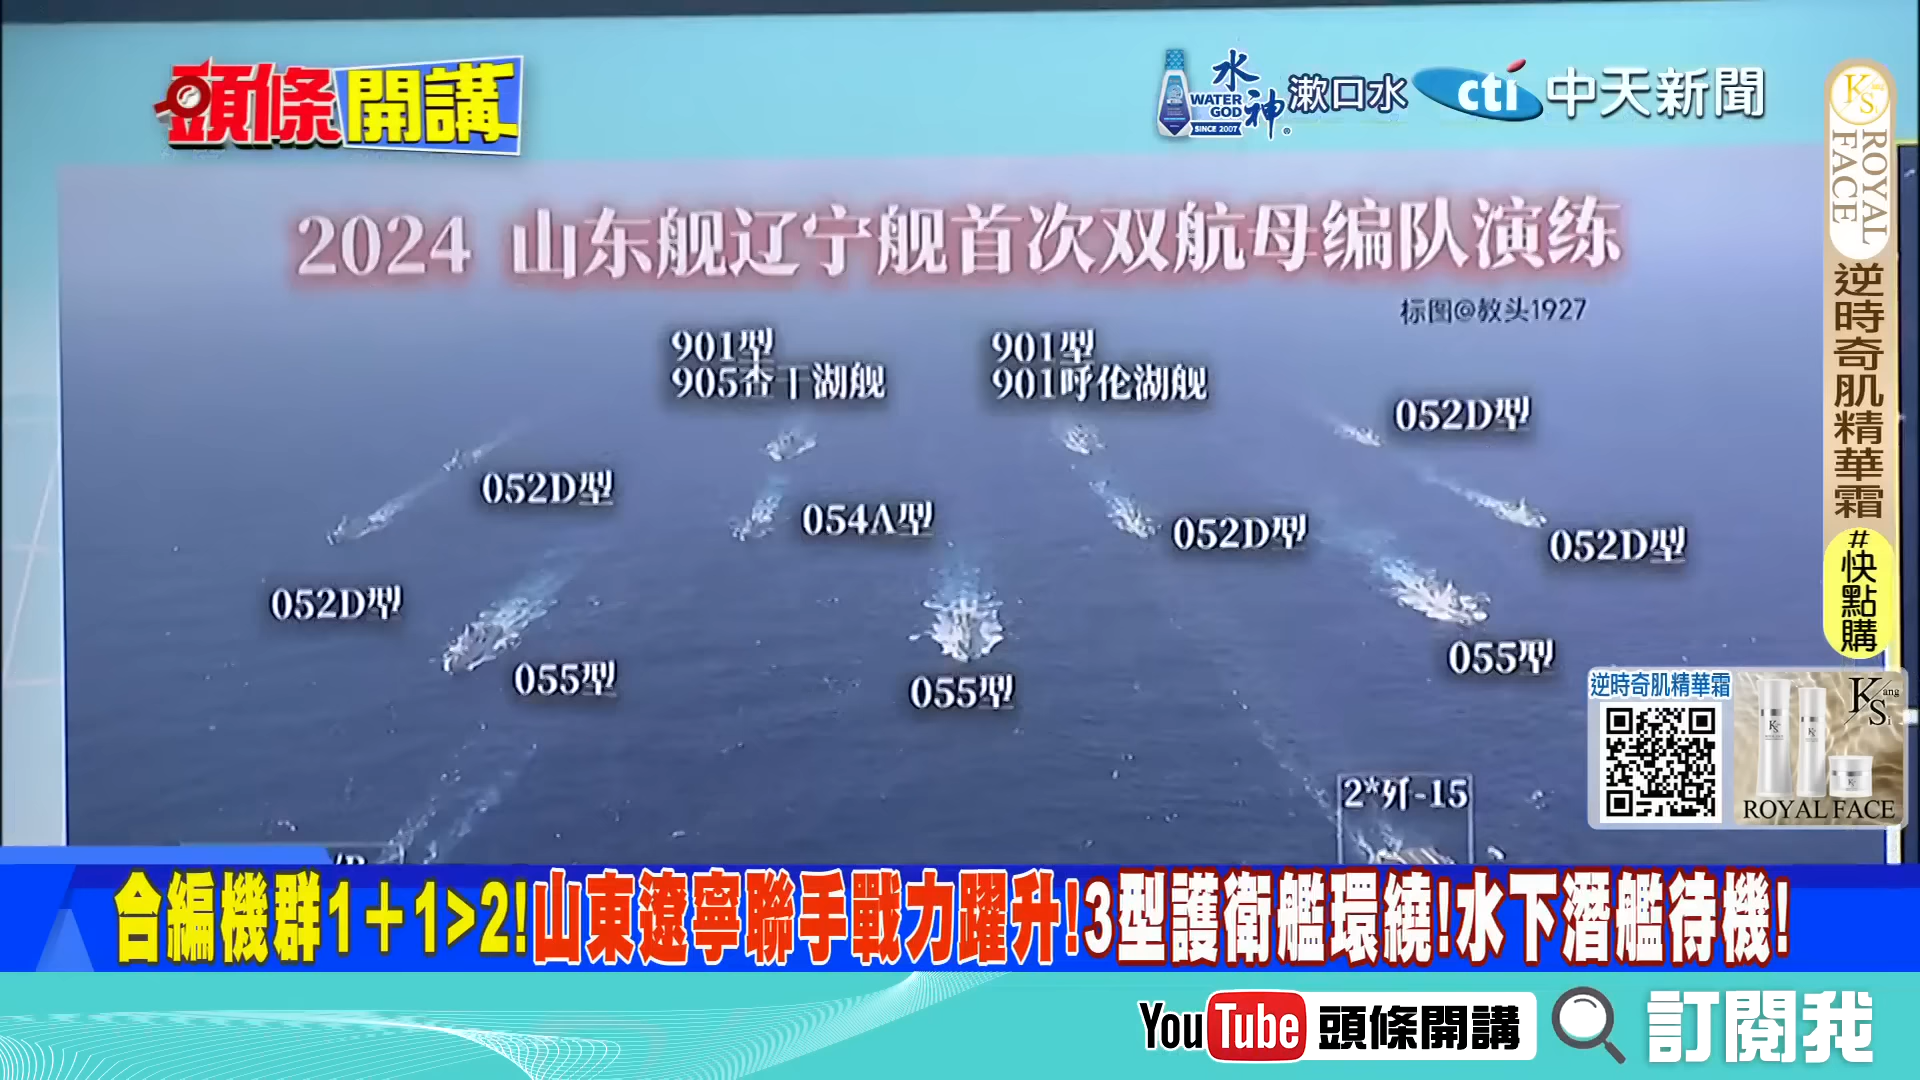 頭條開講
水神
WATER GOD
SINCE 2007
漱口水
cti 中天新聞
KS
ROYAL FACE
逆時奇肌精華霜
#快點購
2024 山东舰辽宁舰首次双航母编队演练
标图@教头1927
901型
905查干湖舰
901型
901呼伦湖舰
052D型
052D型
054A型
052D型
052D型
052D型
055型
055型
055型
2*歼-15
逆時奇肌精華霜
Kang Si
ROYAL FACE
合編機群1+1>2!山東遼寧聯手戰力躍升!3型護衛艦環繞!水下潛艦待機!
YouTube 頭條開講
訂閱我